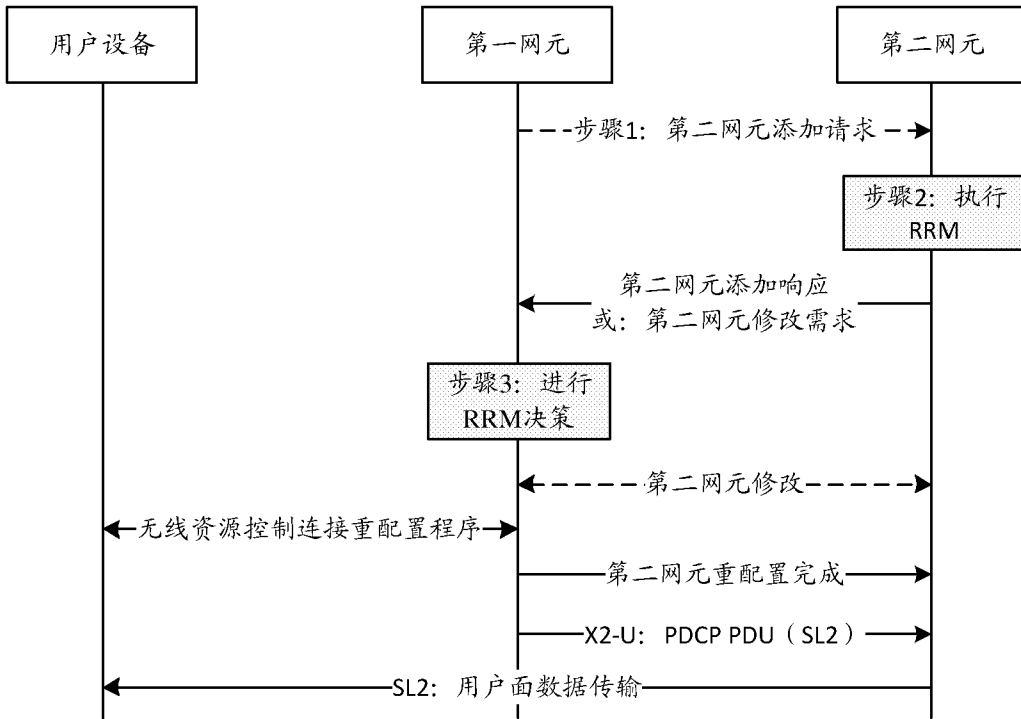 用户设备
第一网元
第二网元
步骤1：第二网元添加请求
步骤2：执行
RRM
第二网元添加响应
或：第二网元修改需求
步骤3：进行
RRM决策
第二网元修改
无线资源控制连接重配置程序
第二网元重配置完成
X2-U：PDCP PDU（SL2）
SL2：用户面数据传输